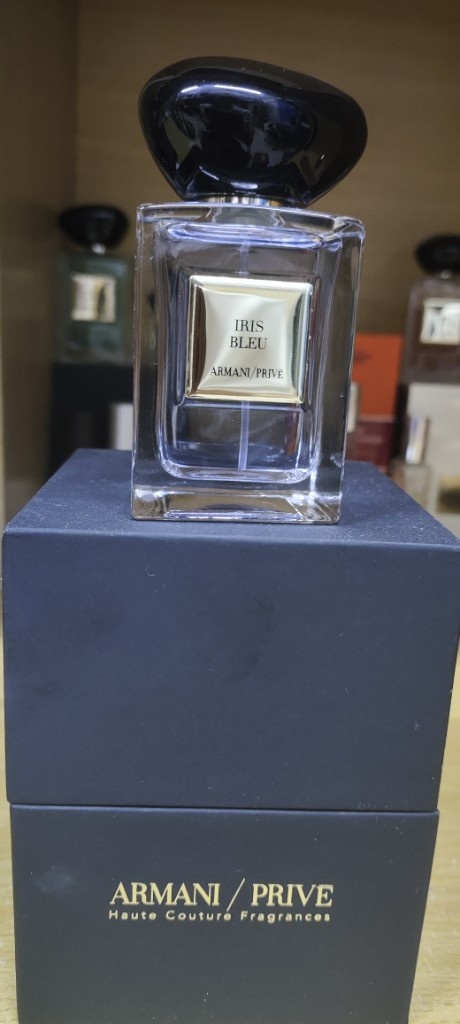 IRIS
BLEU
ARMANI/PRIVE
ARMANI / PRIVE
Haute Couture Fragrances